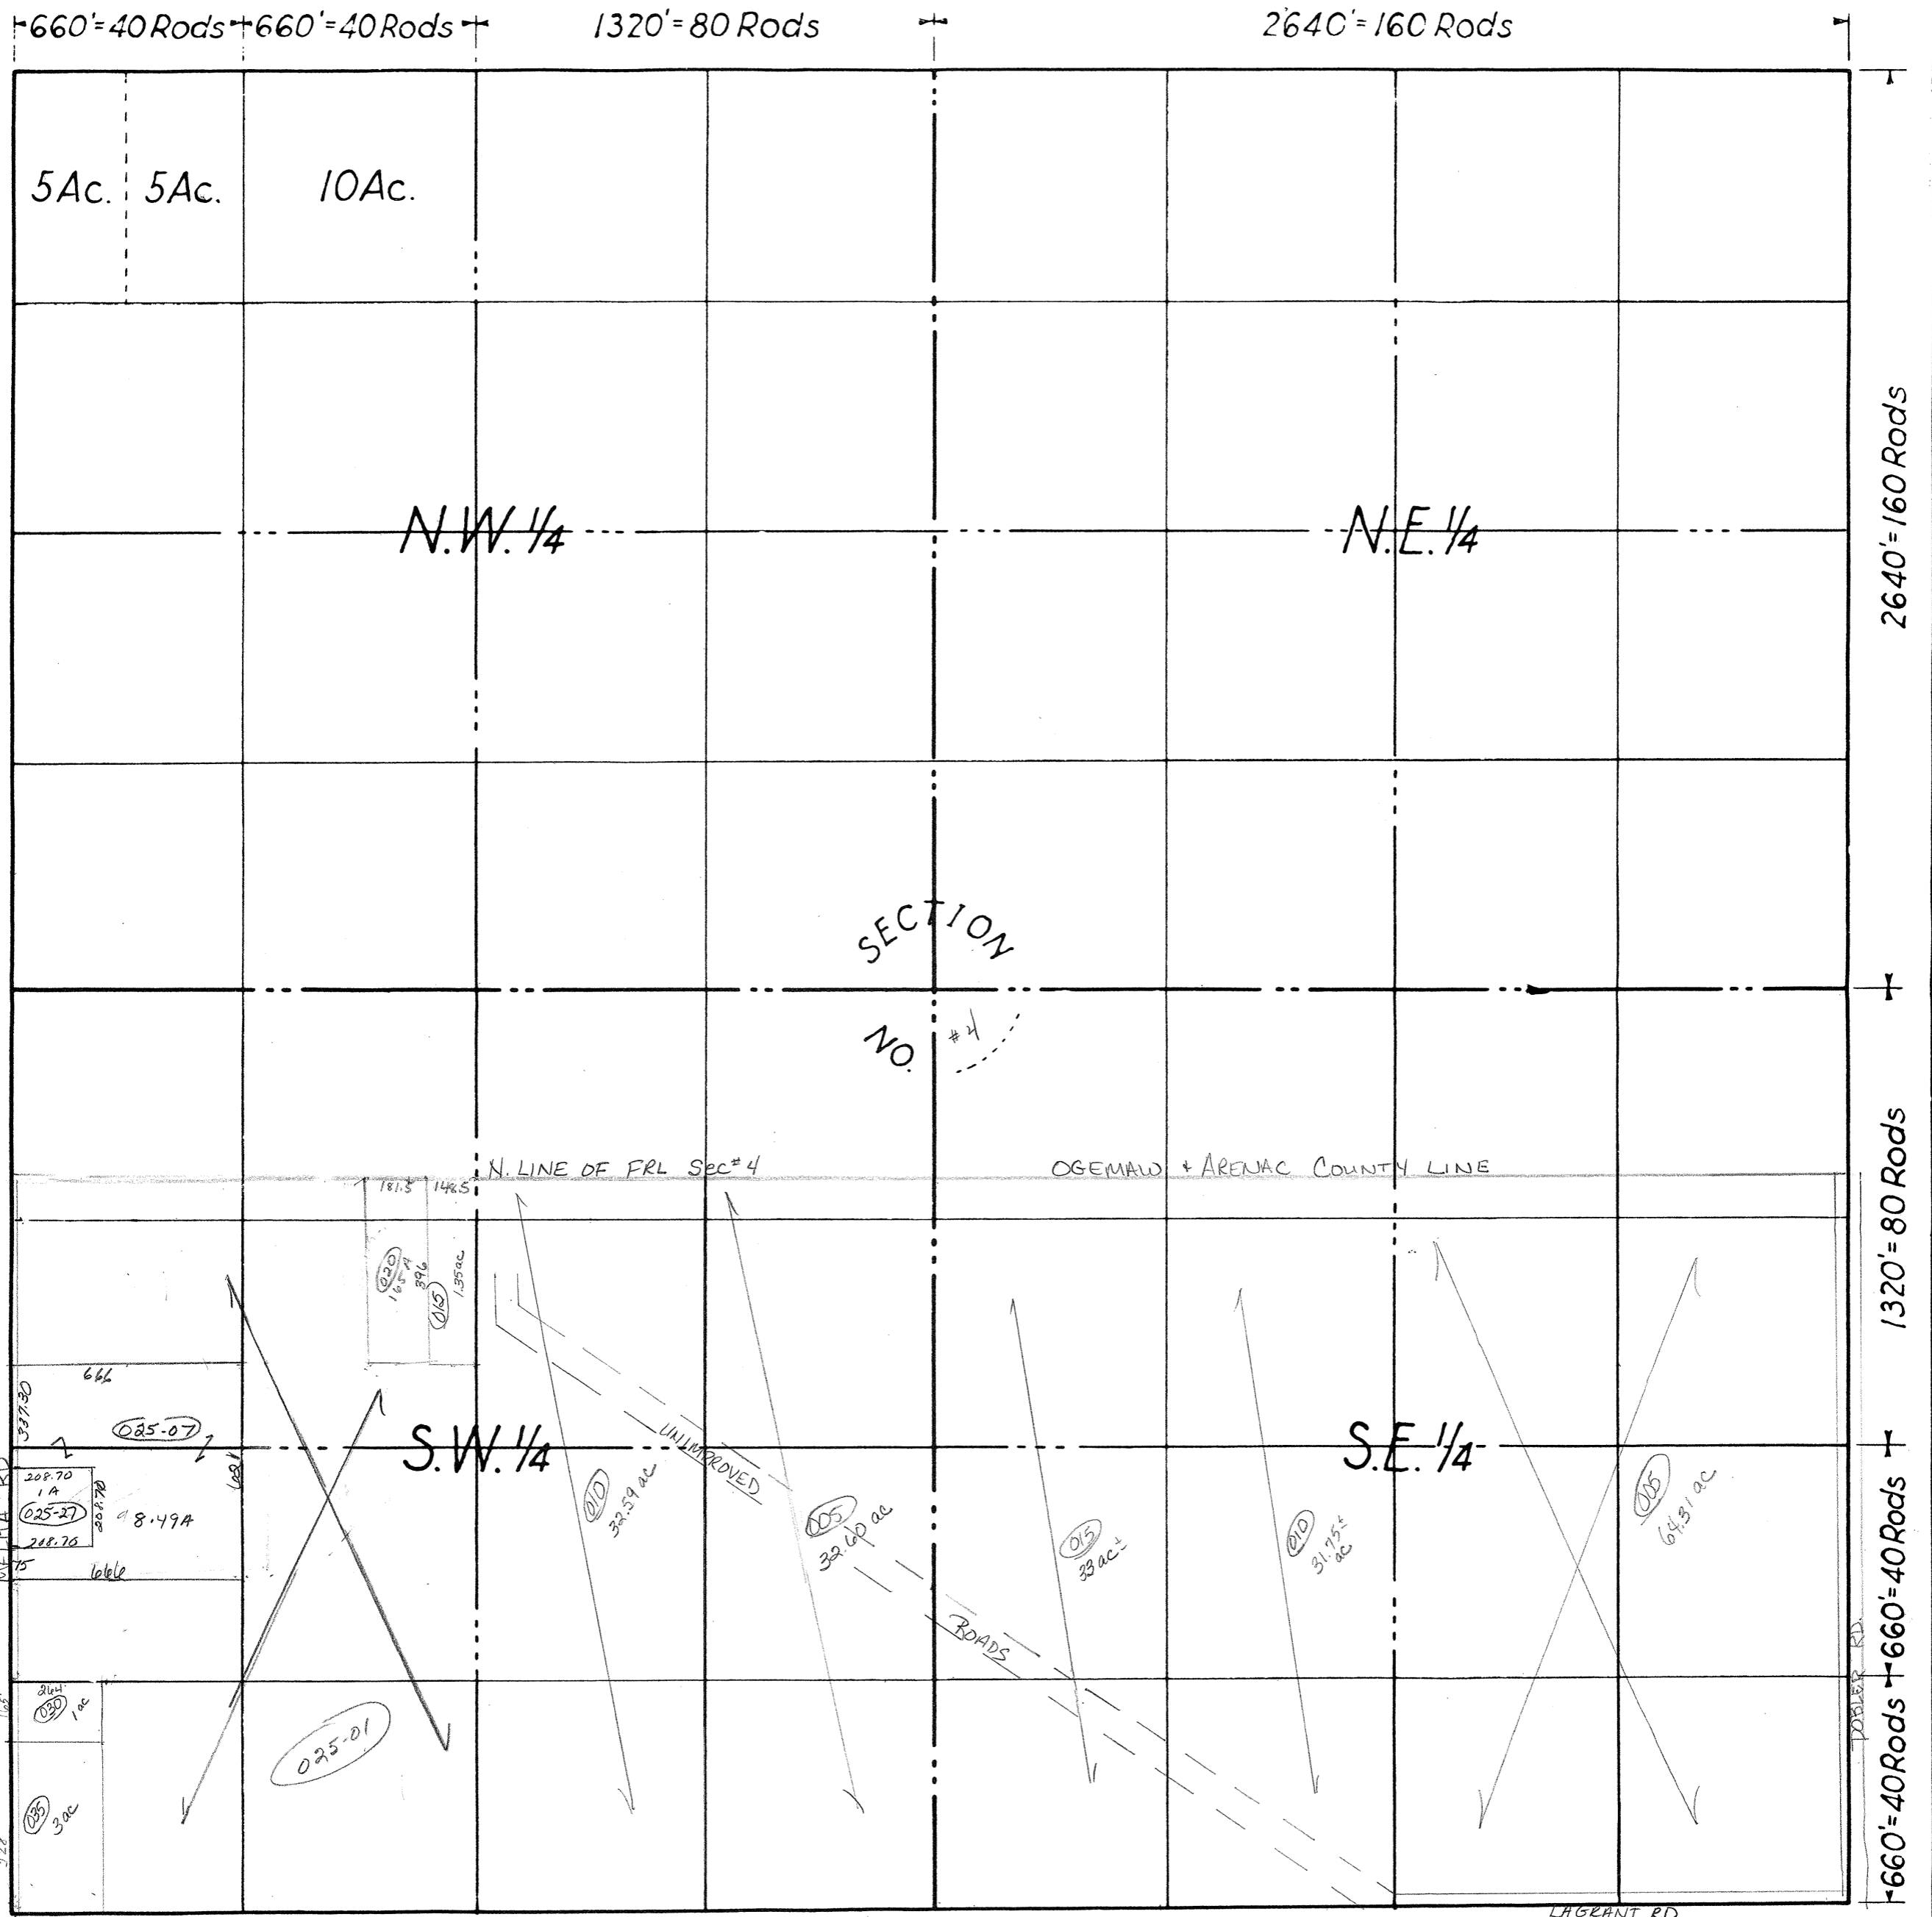 660'=40 Rods 660'=40 Rods 1320'=80 Rods 2640'=160 Rods
5Ac. 5Ac. 10Ac.
N.W. 1/4 N.E. 1/4
2640'=160 Rods
SECTION
NO. #4
N. LINE OF FRL Sec# 4 OGEMAW + ARENAC COUNTY LINE
1320'=80 Rods
181.5 148.5
020
396
015
1.35ac
666
337.30
025-07
S.W. 1/4 S.E. 1/4
UNIMPROVED
208.70
1 A
025-27
208.70
208.70
8.49A
75
666
010
32.59 ac
005
32.60 ac
015
33 ac ±
010
31.75±
ac
005
64.31 ac
ROADS
660'=40 Rods
DOBLER RD.
264'
030
1 ac
025-01
035
3 ac
660'=40 Rods
LAGRANT RD